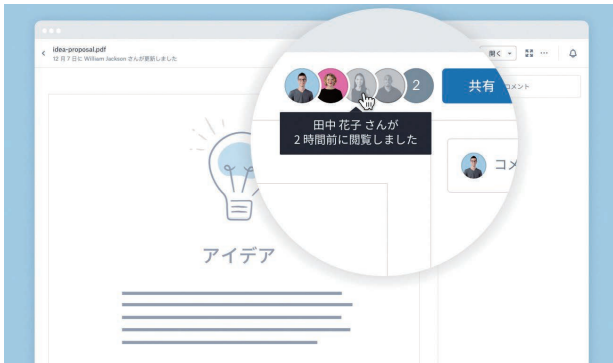 idea-proposal.pdf
12 月 7 日に William Jackson さんが更新しました
開く
2
共有
コメント
田中 花子 さんが
2 時間前に閲覧しました
コメ
アイデア